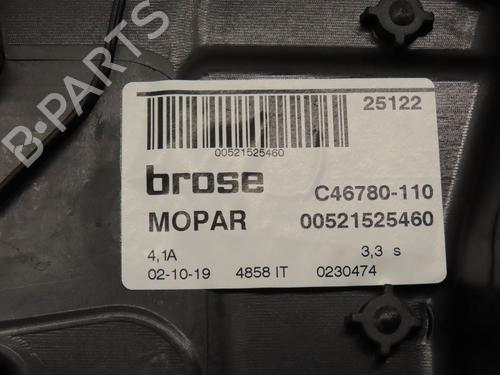 B-PARTS
25122
00521525460
brose
C46780-110
MOPAR 00521525460
4,1A 3,3 s
02-10-19 4858 IT 0230474